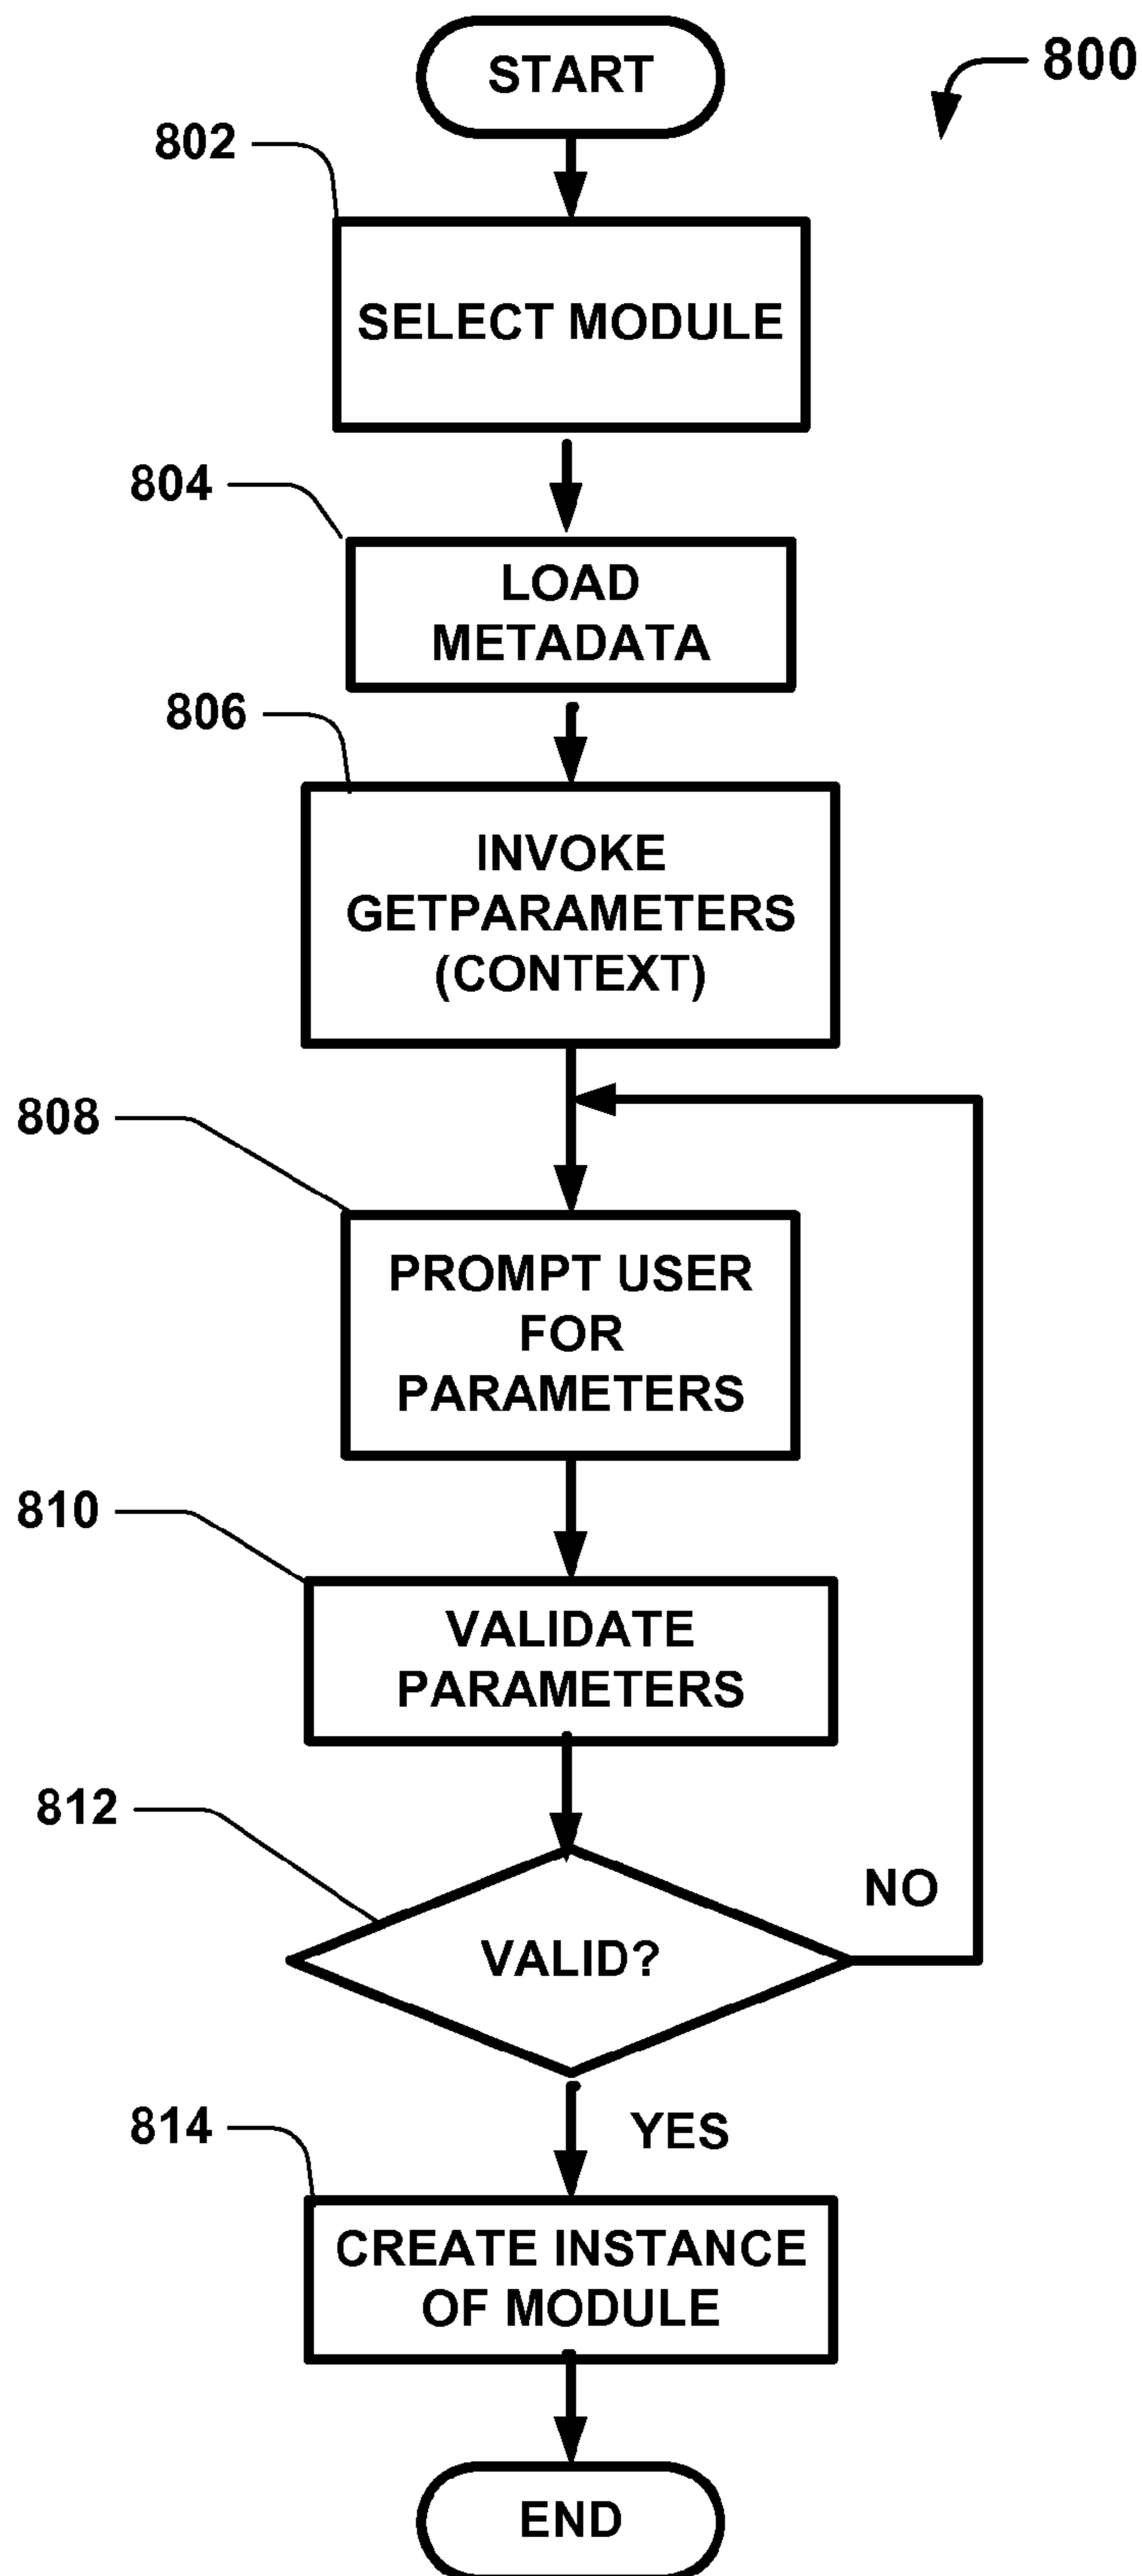 START
800
802
SELECT MODULE
804
LOAD
METADATA
806
INVOKE
GETPARAMETERS
(CONTEXT)
808
PROMPT USER
FOR
PARAMETERS
810
VALIDATE
PARAMETERS
812
NO
VALID?
814
YES
CREATE INSTANCE
OF MODULE
END